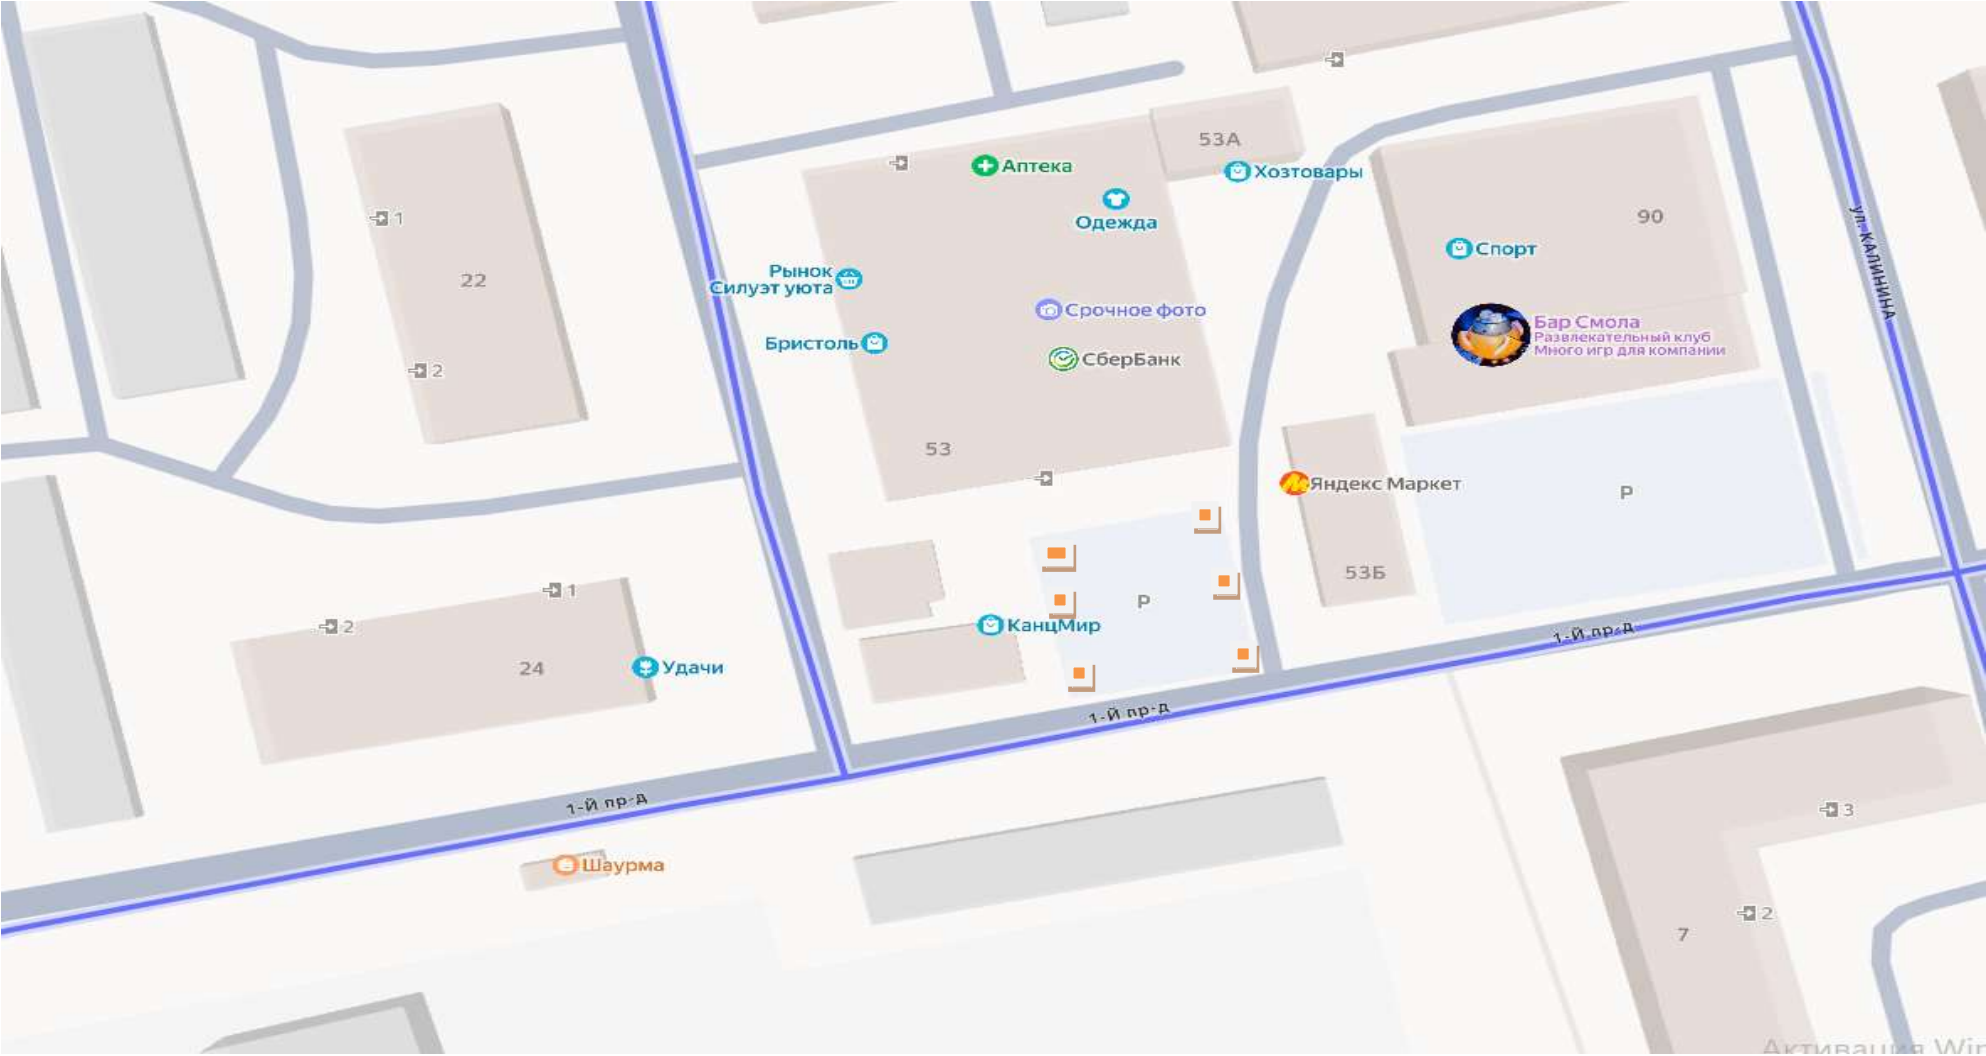 53А
Аптека
Хозтовары
1
Одежда
90
ул. КАЛИНИНА
Спорт
22
Рынок
Силуэт уюта
Срочное фото
Бар Смола
Развлекательный клуб
Много игр для компании
Бристоль
СберБанк
2
53
Яндекс Маркет
P
53Б
1
P
2
КанцМир
1-Й пр-д
24
Удачи
1-Й пр-д
1-Й пр-д
3
Шаурма
2
7
Активация Win